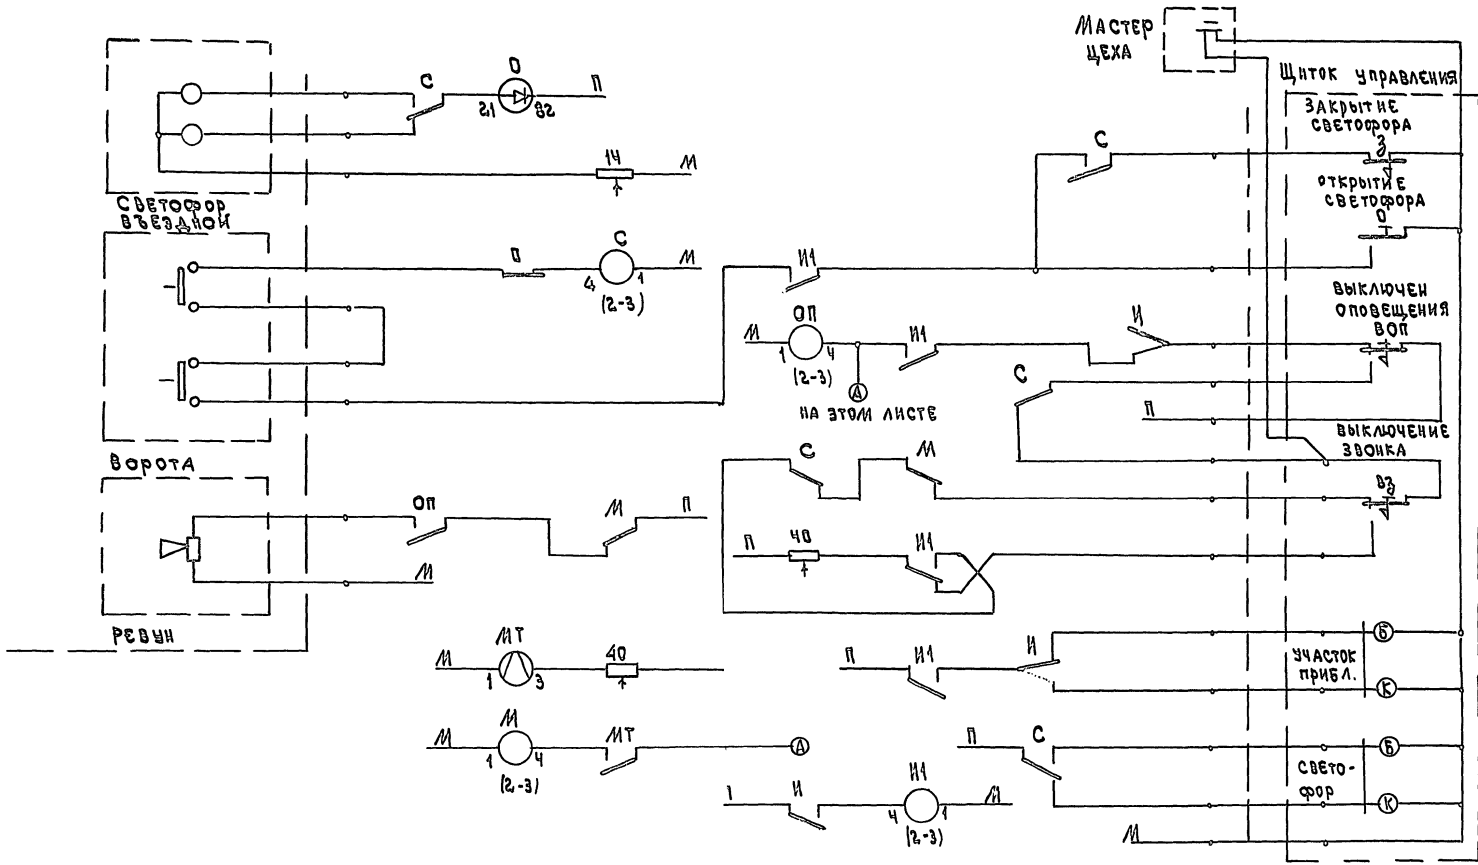 МАСТЕР
ЦЕХА
ЩИТОК УПРАВЛЕНИЯ
ЗАКРЫТИЕ
СВЕТОФОРА
З
ОТКРЫТИЕ
СВЕТОФОРА
О
С
О
П
21
82
14
М
СВЕТОФОР
ВЪЕЗДНОЙ
О
С
М
4
1
(2-3)
И1
С
ВЫКЛЮЧЕН
ОПОВЕЩЕНИЯ
ВОП
М
ОП
1
4
(2-3)
А
НА ЭТОМ ЛИСТЕ
И1
И
С
П
ВЫКЛЮЧЕНИЕ
ЗВОНКА
ВЗ
ВОРОТА
ОП
М
П
М
РЕВУН
С
М
П
40
И1
М
МТ
1
3
40
П
И1
И
УЧАСТОК
ПРИБЛ.
Б
К
М
М
1
4
(2-3)
МТ
А
П
С
СВЕТО-
ФОР
Б
К
И
И1
4
1
(2-3)
М
М